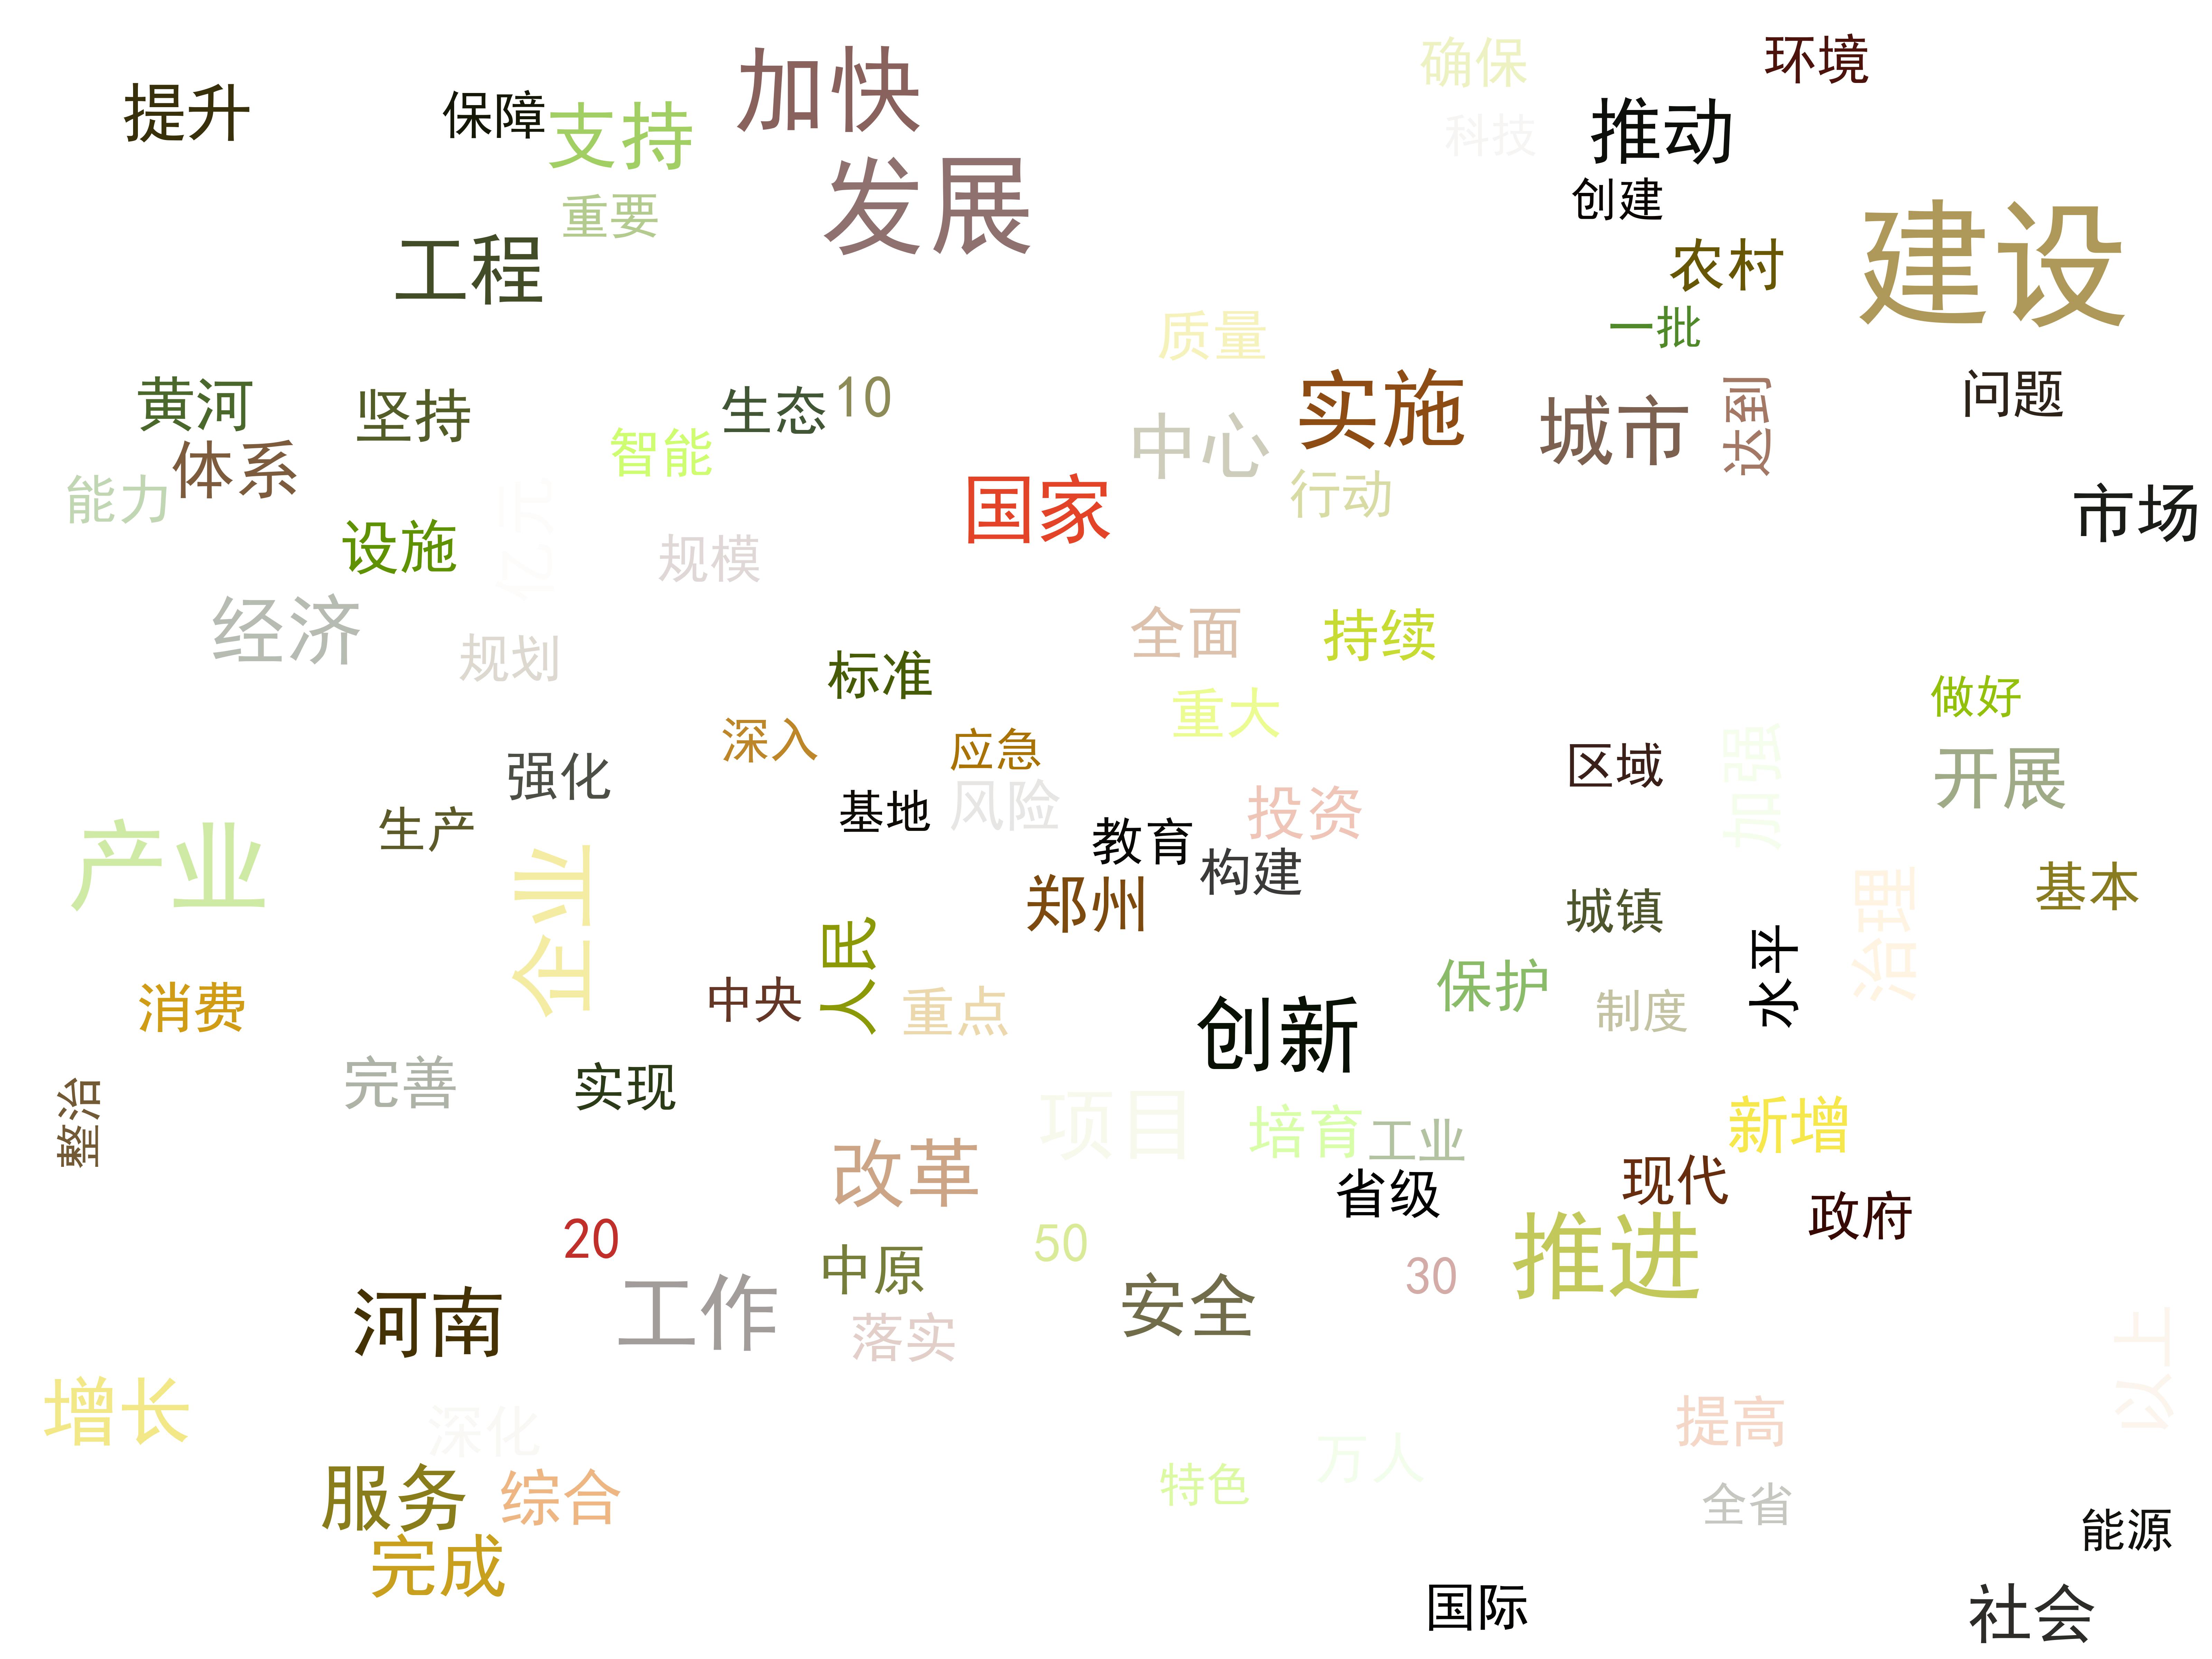 加快
确保
环境
提升
保障
支持
推动
科技
发展
创建
重要
建设
工程
农村
一批
质量
黄河
坚持
生态
10
实施
城市
达到
问题
体系
智能
中心
能力
亿元
国家
行动
市场
设施
规模
经济
规划
全面
持续
标准
做好
深入
应急
重大
强化
区域
加强
开展
生产
基地
风险
教育
投资
产业
企业
构建
郑州
城镇
治理
基本
人民
水平
消费
中央
重点
保护
制度
创新
整治
完善
实现
项目
培育
工业
新增
改革
省级
现代
政府
20
中原
50
30
推进
河南
工作
落实
安全
以上
增长
深化
提高
万人
服务
综合
特色
全省
能源
完成
国际
社会